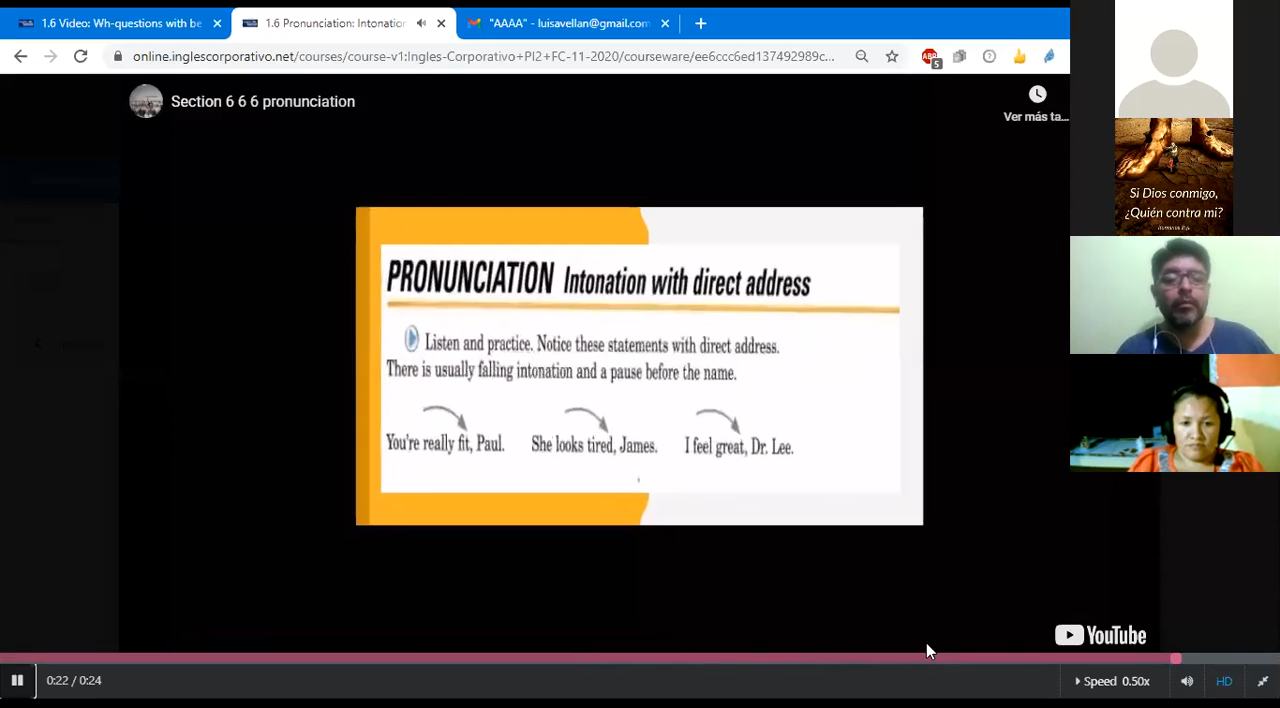 1.6 Video: Wh-questions with be
1.6 Pronunciation: Intonation
"AAAA" - luisavellan@gmail.com
online.inglescorporativo.net/courses/course-v1:Ingles-Corporativo+PI2+FC-11-2020/courseware/ee6ccc6ed137492989c...
ABP
5
Section 6 6 6 pronunciation
Ver más ta...
Si Dios conmigo,
¿Quién contra mi?
PRONUNCIATION Intonation with direct address
Listen and practice. Notice these statements with direct address.
There is usually falling intonation and a pause before the name.
You're really fit, Paul. She looks tired, James. I feel great, Dr. Lee.
YouTube
0:22 / 0:24
Speed 0.50x
HD